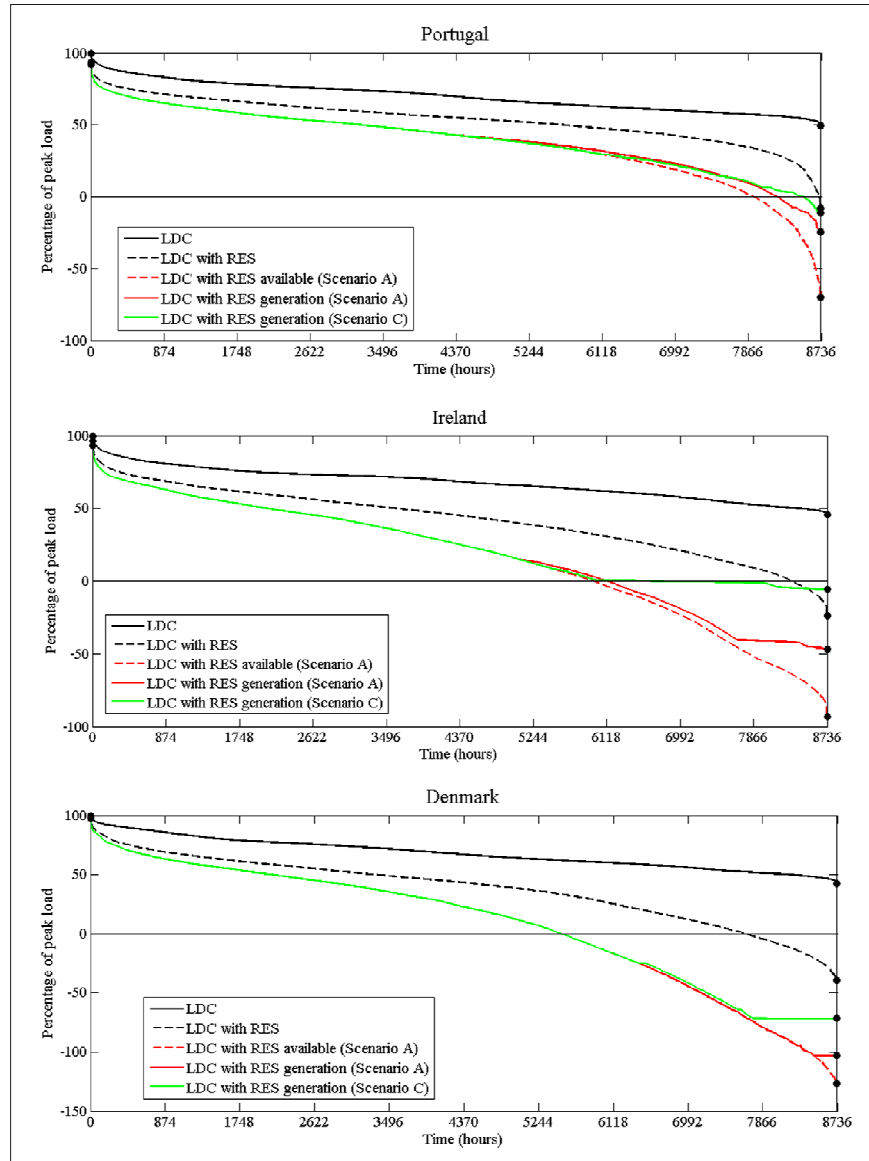 Portugal
100
50
0
-50
-100
Percentage of peak load
LDC
LDC with RES
LDC with RES available (Scenario A)
LDC with RES generation (Scenario A)
LDC with RES generation (Scenario C)
0 874 1748 2622 3496 4370 5244 6118 6992 7866 8736
Time (hours)
Ireland
100
50
0
-50
-100
Percentage of peak load
LDC
LDC with RES
LDC with RES available (Scenario A)
LDC with RES generation (Scenario A)
LDC with RES generation (Scenario C)
0 874 1748 2622 3496 4370 5244 6118 6992 7866 8736
Time (hours)
Denmark
100
50
0
-50
-100
-150
Percentage of peak load
LDC
LDC with RES
LDC with RES available (Scenario A)
LDC with RES generation (Scenario A)
LDC with RES generation (Scenario C)
0 874 1748 2622 3496 4370 5244 6118 6992 7866 8736
Time (hours)